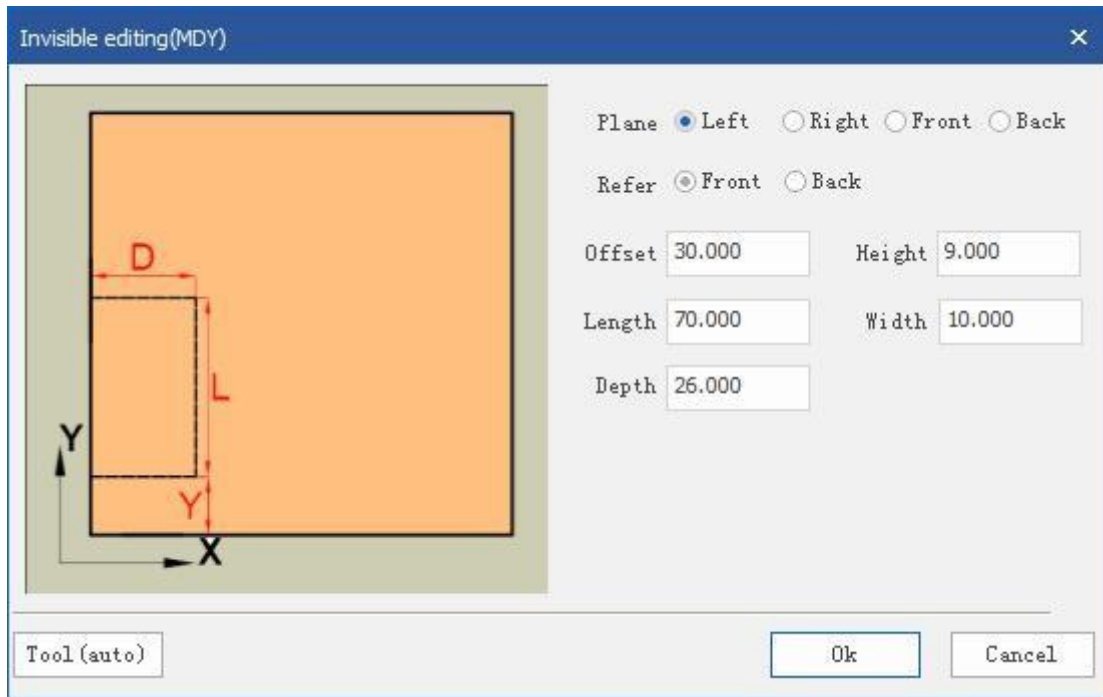 Invisible editing(MDY)
Plane Left Right Front Back
Refer Front Back
D
Offset 30.000 Height 9.000
Length 70.000 Width 10.000
Depth 26.000
L
Y
Y
X
Tool(auto) Ok Cancel